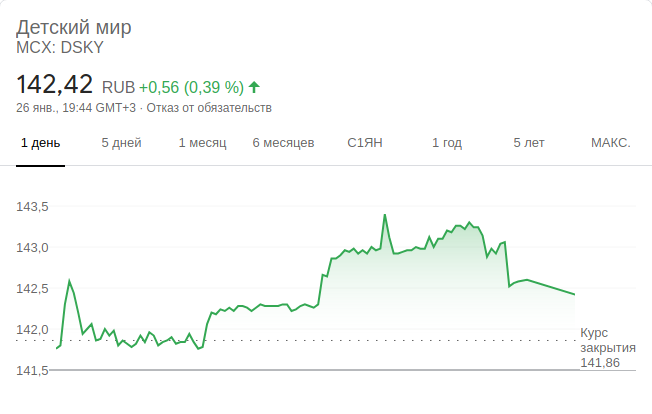 Детский мир
MCX: DSKY
142,42 RUB +0,56 (0,39 %)
26 янв., 19:44 GMT+3 · Отказ от обязательств
1 день 5 дней 1 месяц 6 месяцев С1ЯН 1 год 5 лет МАКС.
143,5
143,0
142,5
142,0
141,5
Курс
закрытия
141,86